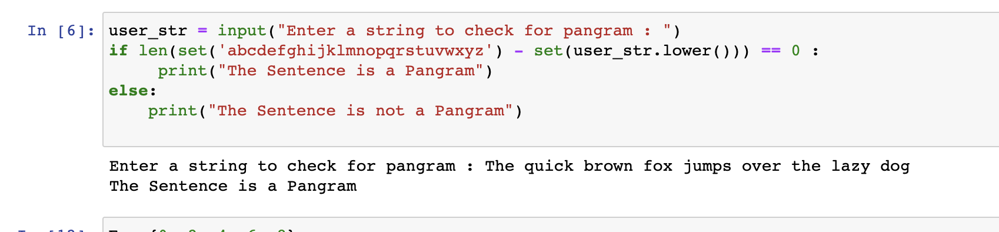 In [6]: user_str = input("Enter a string to check for pangram : ")
if len(set('abcdefghijklmnopqrstuvwxyz') - set(user_str.lower())) == 0 :
     print("The Sentence is a Pangram")
else:
    print("The Sentence is not a Pangram")
Enter a string to check for pangram : The quick brown fox jumps over the lazy dog
The Sentence is a Pangram